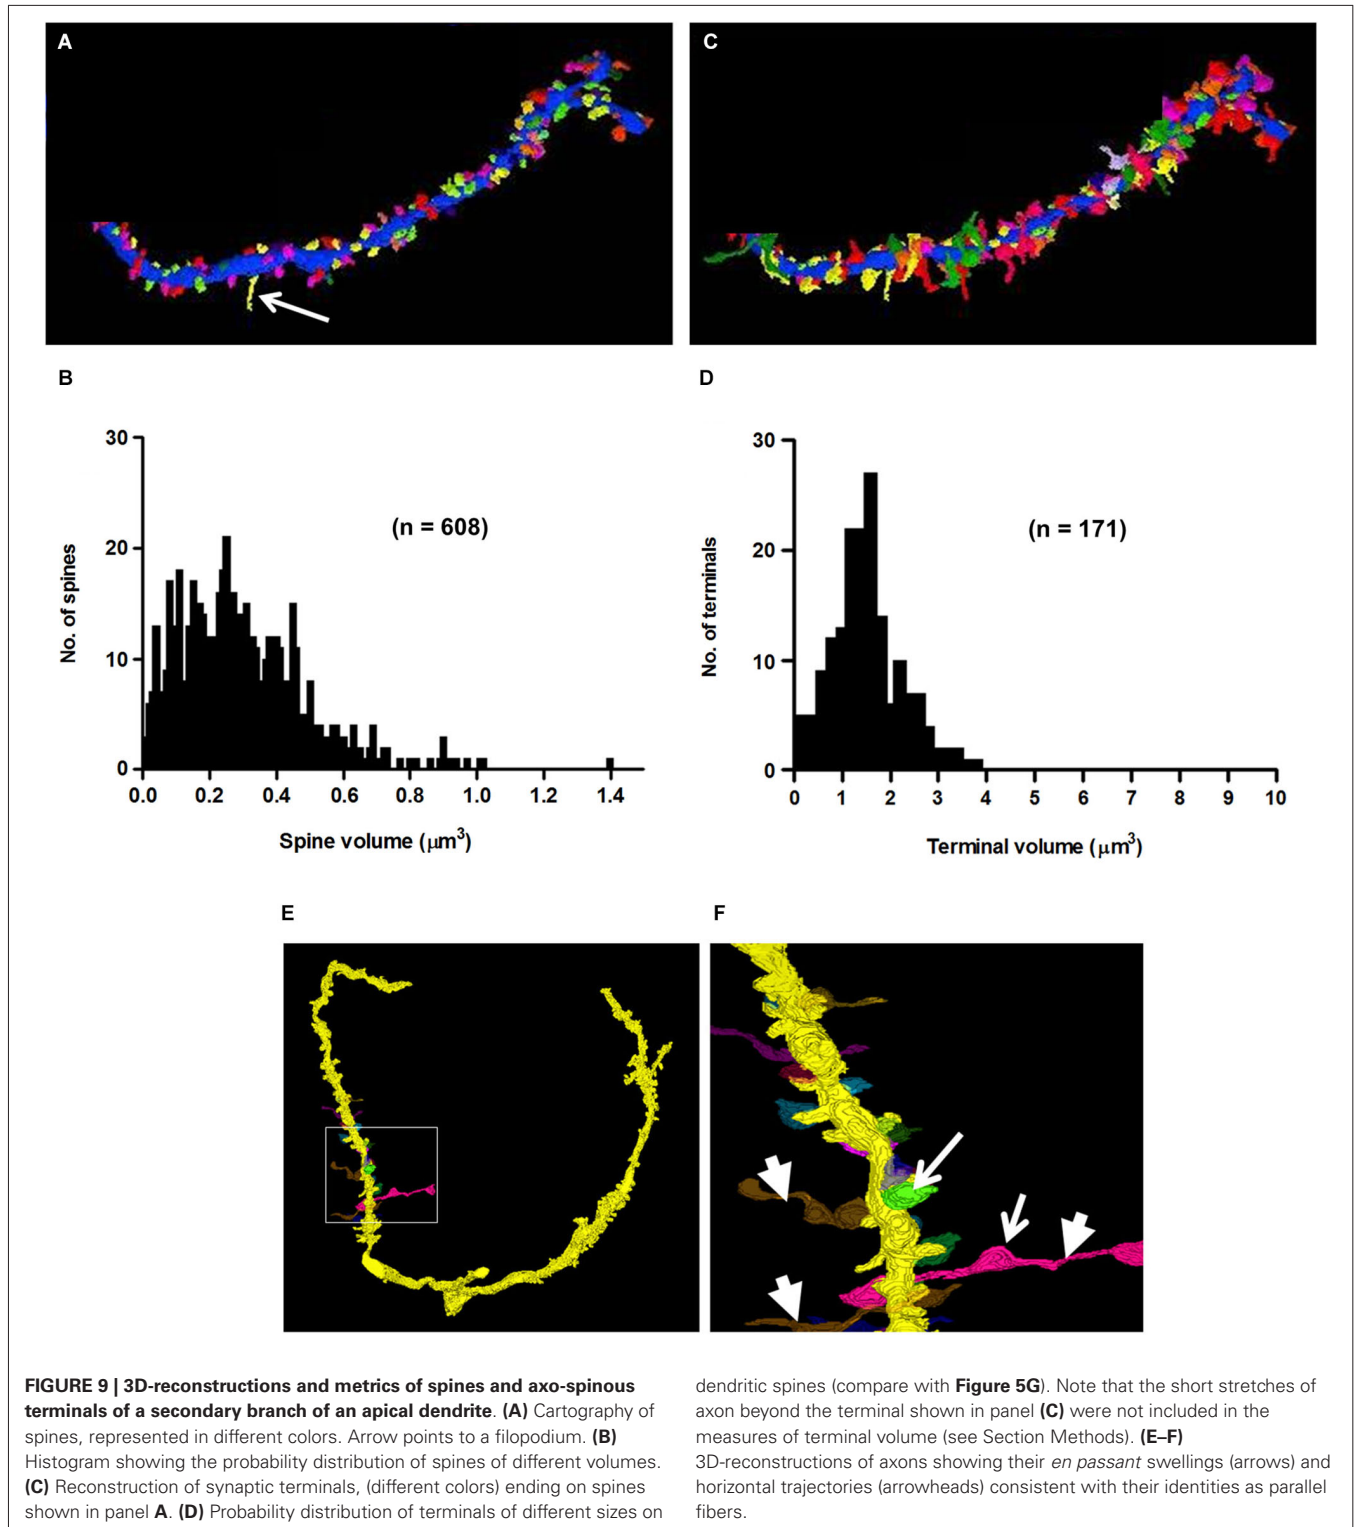 A
C
B
30
20
10
0
No. of spines
(n = 608)
0.0 0.2 0.4 0.6 0.8 1.0 1.2 1.4
Spine volume (μm³)
D
30
20
10
0
No. of terminals
(n = 171)
0 1 2 3 4 5 6 7 8 9 10
Terminal volume (μm³)
E
F
FIGURE 9 | 3D-reconstructions and metrics of spines and axo-spinous
terminals of a secondary branch of an apical dendrite. (A) Cartography of
spines, represented in different colors. Arrow points to a filopodium. (B)
Histogram showing the probability distribution of spines of different volumes.
(C) Reconstruction of synaptic terminals, (different colors) ending on spines
shown in panel A. (D) Probability distribution of terminals of different sizes on
dendritic spines (compare with Figure 5G). Note that the short stretches of
axon beyond the terminal shown in panel (C) were not included in the
measures of terminal volume (see Section Methods). (E–F)
3D-reconstructions of axons showing their en passant swellings (arrows) and
horizontal trajectories (arrowheads) consistent with their identities as parallel
fibers.